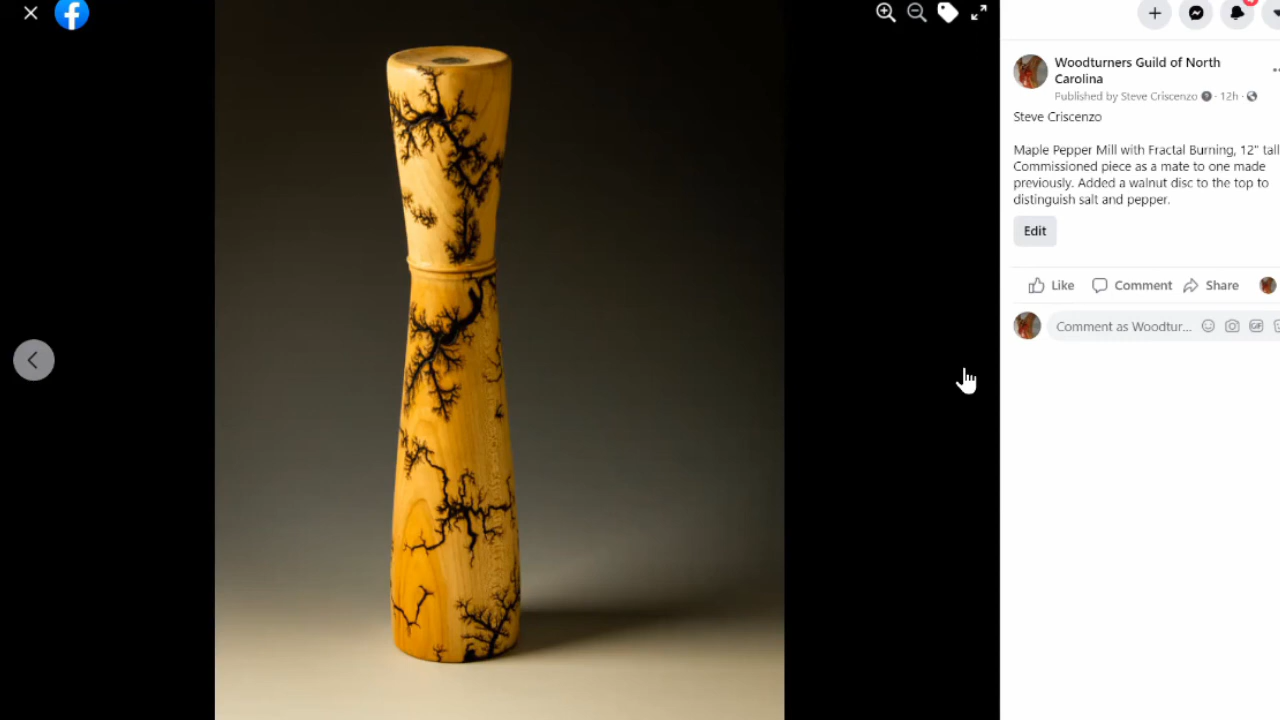 Woodturners Guild of North
Carolina
Published by Steve Criscenzo · 12h ·
Steve Criscenzo
Maple Pepper Mill with Fractal Burning, 12" tall
Commissioned piece as a mate to one made
previously. Added a walnut disc to the top to
distinguish salt and pepper.
Edit
Like Comment Share
Comment as Woodtur...
GIF